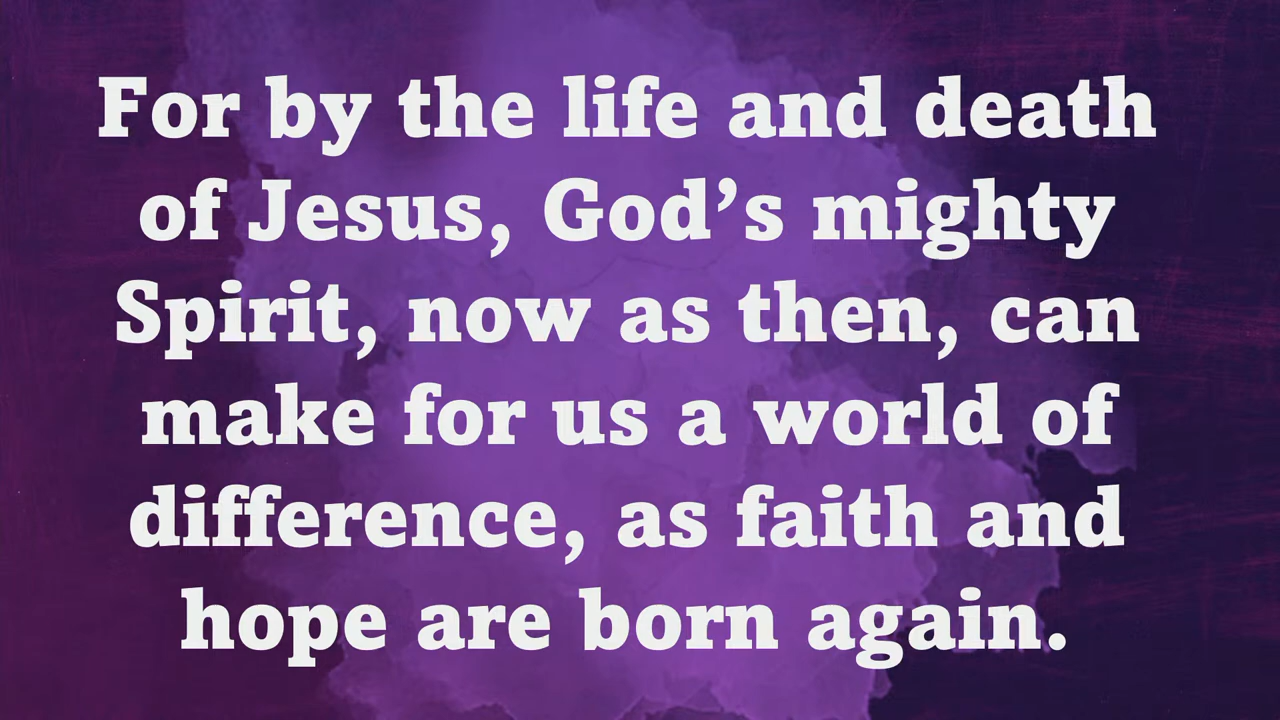 For by the life and death
of Jesus, God’s mighty
Spirit, now as then, can
make for us a world of
difference, as faith and
hope are born again.